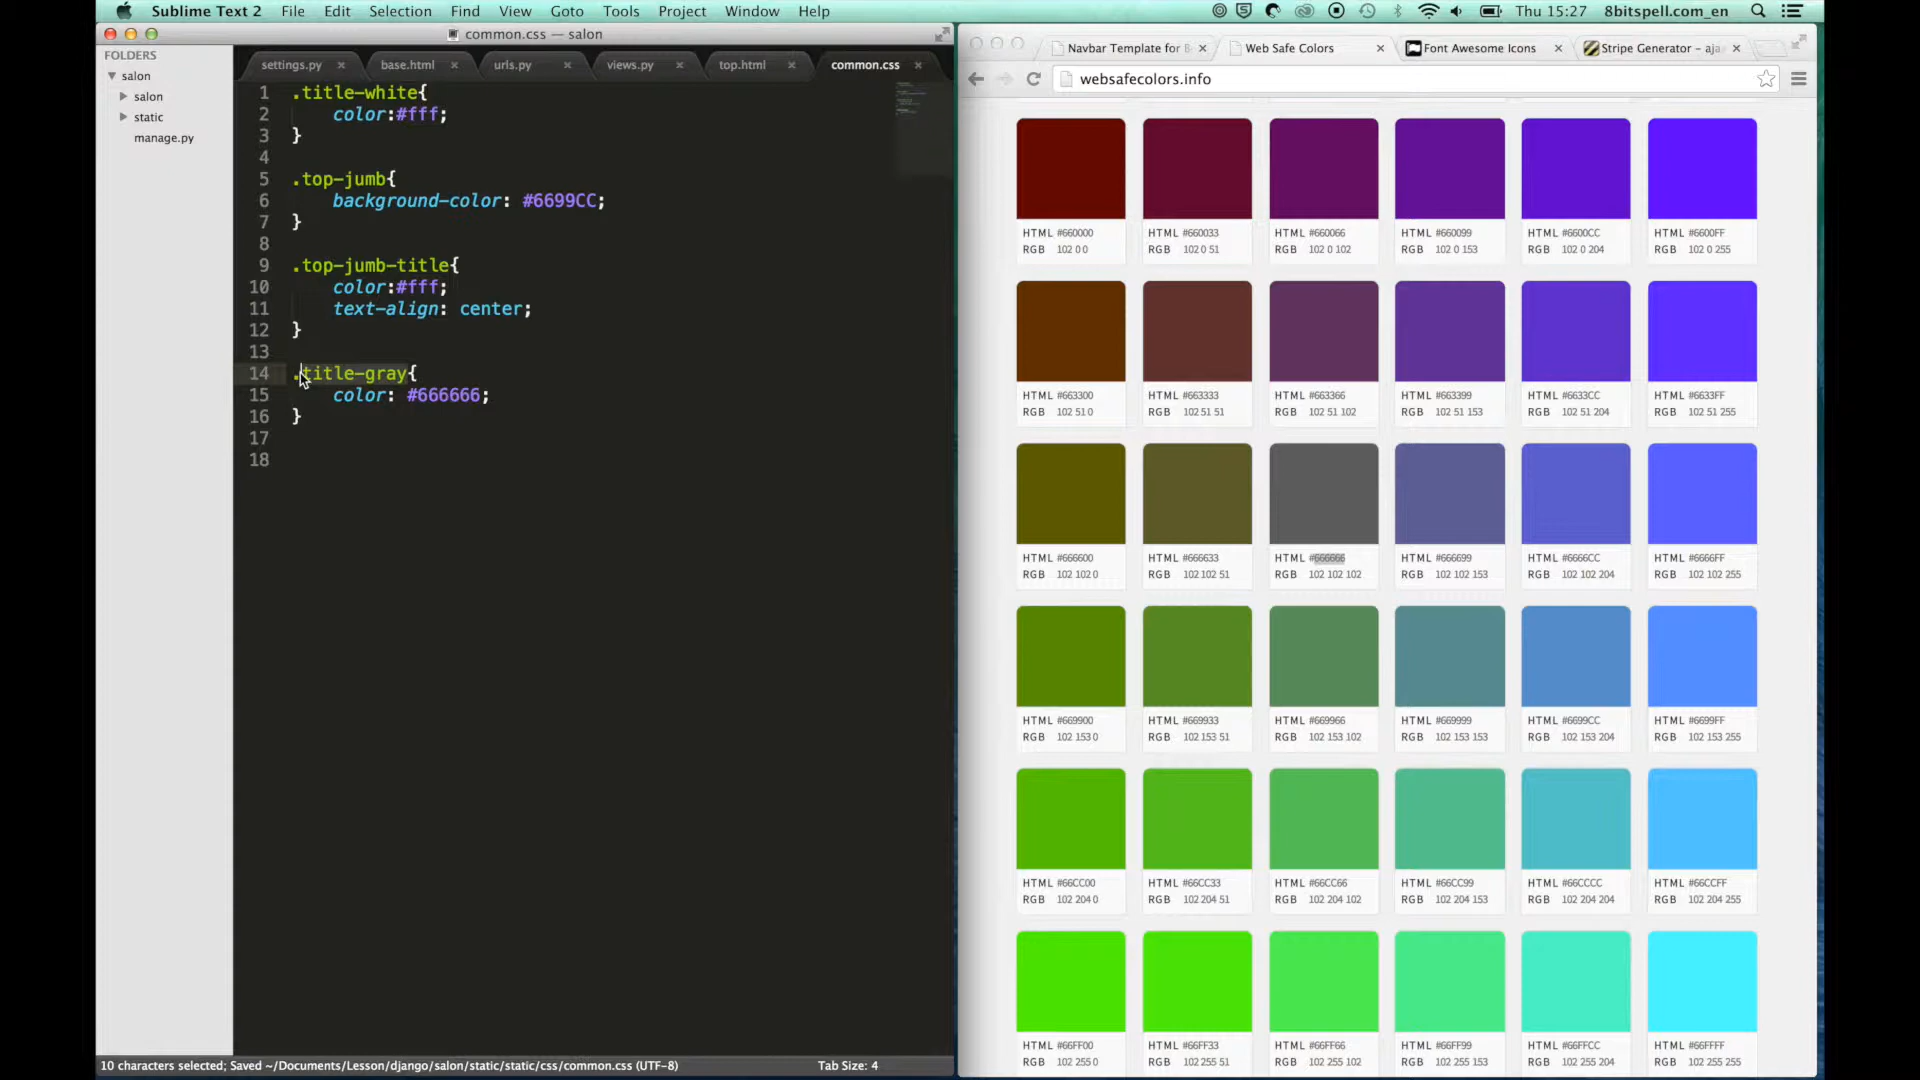 Sublime Text 2 File Edit Selection Find View Goto Tools Project Window Help Thu 15:27 8bitspell.com_en
common.css — salon
FOLDERS
salon
salon
static
manage.py
settings.py base.html urls.py views.py top.html common.css
1 .title-white{
2 color:#fff;
3 }
4
5 .top-jumb{
6 background-color: #6699CC;
7 }
8
9 .top-jumb-title{
10 color:#fff;
11 text-align: center;
12 }
13
14 .title-gray{
15 color: #666666;
16 }
17
18
10 characters selected; Saved ~/Documents/Lesson/django/salon/static/static/css/common.css (UTF-8) Tab Size: 4
Navbar Template for Web Safe Colors Font Awesome Icons Stripe Generator – aja
websafecolors.info
HTML #660000 HTML #660033 HTML #660066 HTML #660099 HTML #6600CC HTML #6600FF
RGB 102 0 0 RGB 102 0 51 RGB 102 0 102 RGB 102 0 153 RGB 102 0 204 RGB 102 0 255
HTML #663300 HTML #663333 HTML #663366 HTML #663399 HTML #6633CC HTML #6633FF
RGB 102 51 0 RGB 102 51 51 RGB 102 51 102 RGB 102 51 153 RGB 102 51 204 RGB 102 51 255
HTML #666600 HTML #666633 HTML #666666 HTML #666699 HTML #6666CC HTML #6666FF
RGB 102 102 0 RGB 102 102 51 RGB 102 102 102 RGB 102 102 153 RGB 102 102 204 RGB 102 102 255
HTML #669900 HTML #669933 HTML #669966 HTML #669999 HTML #6699CC HTML #6699FF
RGB 102 153 0 RGB 102 153 51 RGB 102 153 102 RGB 102 153 153 RGB 102 153 204 RGB 102 153 255
HTML #66CC00 HTML #66CC33 HTML #66CC66 HTML #66CC99 HTML #66CCCC HTML #66CCFF
RGB 102 204 0 RGB 102 204 51 RGB 102 204 102 RGB 102 204 153 RGB 102 204 204 RGB 102 204 255
HTML #66FF00 HTML #66FF33 HTML #66FF66 HTML #66FF99 HTML #66FFCC HTML #66FFFF
RGB 102 255 0 RGB 102 255 51 RGB 102 255 102 RGB 102 255 153 RGB 102 255 204 RGB 102 255 255